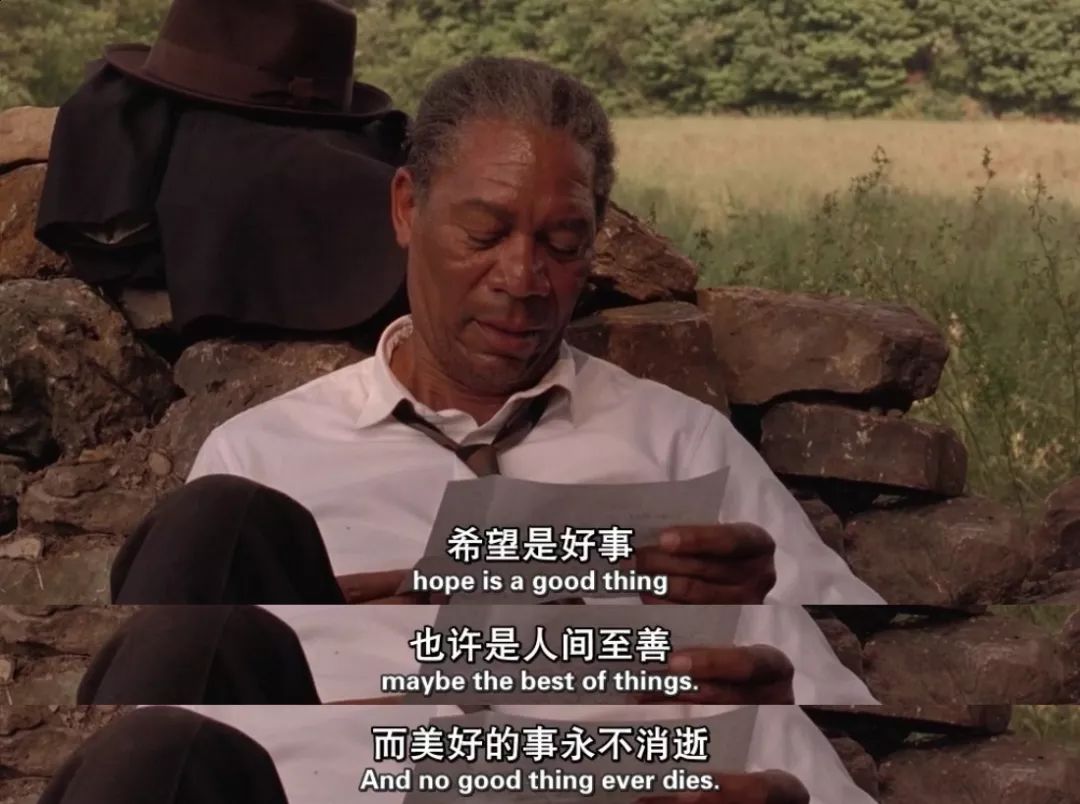 希望是好事
hope is a good thing
也许是人间至善
maybe the best of things.
而美好的事永不消逝
And no good thing ever dies.